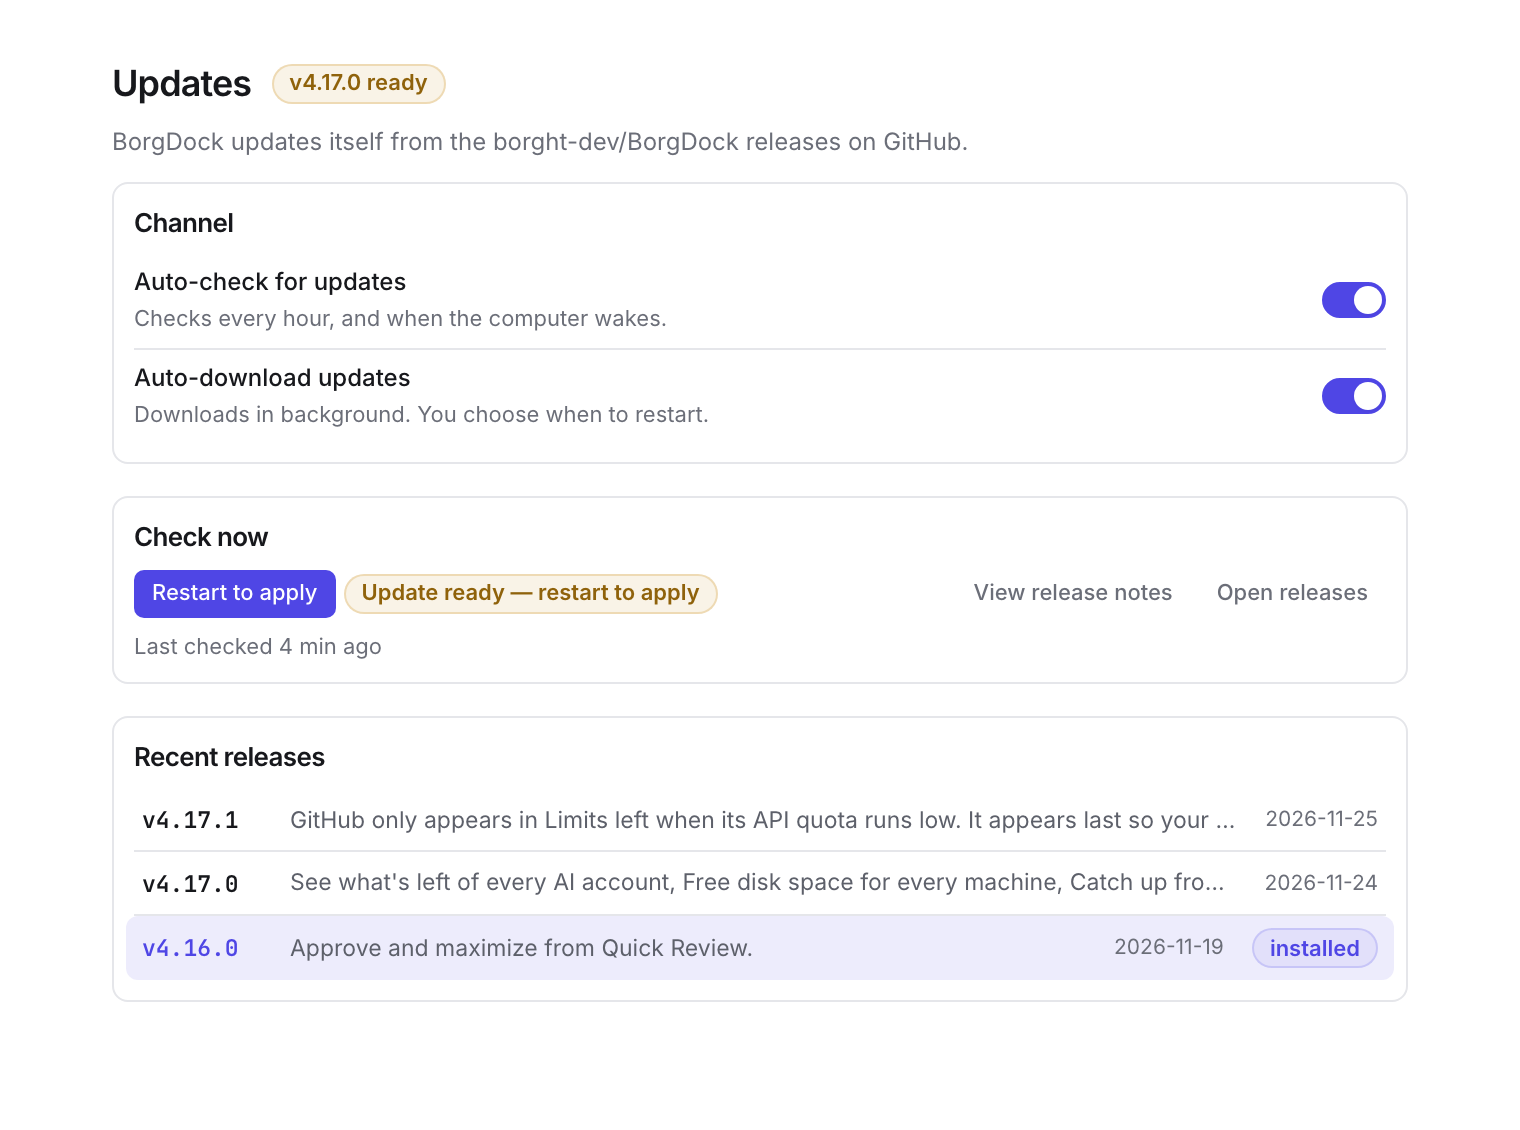 Updates
v4.17.0 ready
BorgDock updates itself from the borght-dev/BorgDock releases on GitHub.
Channel
Auto-check for updates
Checks every hour, and when the computer wakes.
Auto-download updates
Downloads in background. You choose when to restart.
Check now
Restart to apply
Update ready — restart to apply
View release notes
Open releases
Last checked 4 min ago
Recent releases
v4.17.1
GitHub only appears in Limits left when its API quota runs low. It appears last so your ...
2026-11-25
v4.17.0
See what's left of every AI account, Free disk space for every machine, Catch up fro...
2026-11-24
v4.16.0
Approve and maximize from Quick Review.
2026-11-19
installed